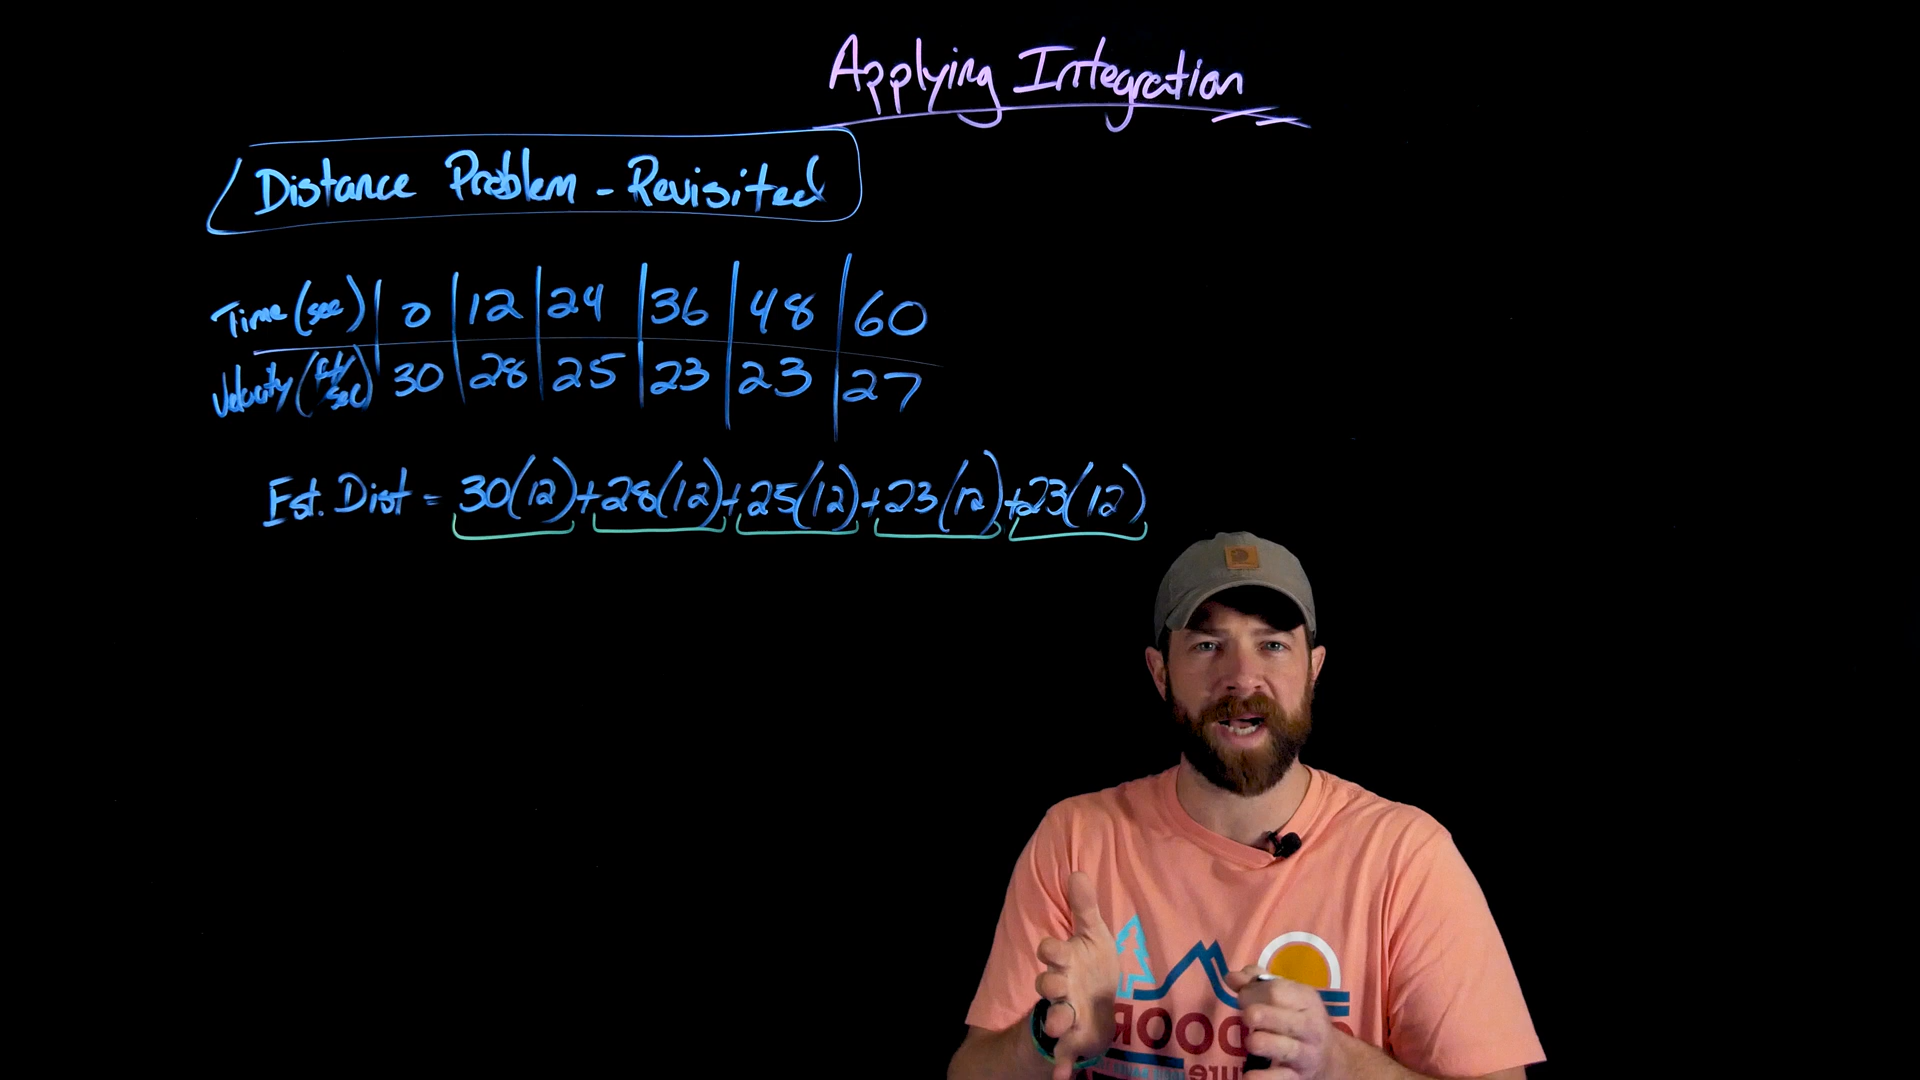 Applying Integration
Distance Problem - Revisited
Time (sec) | 0 | 12 | 24 | 36 | 48 | 60
Velocity (ft/sec) | 30 | 28 | 25 | 23 | 23 | 27
Est. Dist = 30(12)+28(12)+25(12)+23(12)+23(12)